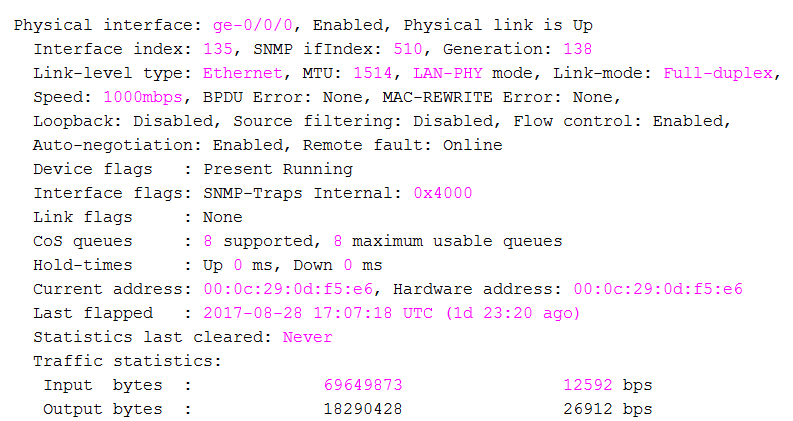 Physical interface: ge-0/0/0, Enabled, Physical link is Up
  Interface index: 135, SNMP ifIndex: 510, Generation: 138
  Link-level type: Ethernet, MTU: 1514, LAN-PHY mode, Link-mode: Full-duplex,
  Speed: 1000mbps, BPDU Error: None, MAC-REWRITE Error: None,
  Loopback: Disabled, Source filtering: Disabled, Flow control: Enabled,
  Auto-negotiation: Enabled, Remote fault: Online
  Device flags   : Present Running
  Interface flags: SNMP-Traps Internal: 0x4000
  Link flags     : None
  CoS queues     : 8 supported, 8 maximum usable queues
  Hold-times     : Up 0 ms, Down 0 ms
  Current address: 00:0c:29:0d:f5:e6, Hardware address: 00:0c:29:0d:f5:e6
  Last flapped   : 2017-08-28 17:07:18 UTC (1d 23:20 ago)
  Statistics last cleared: Never
  Traffic statistics:
   Input  bytes  :             69649873                12592 bps
   Output bytes  :             18290428                26912 bps